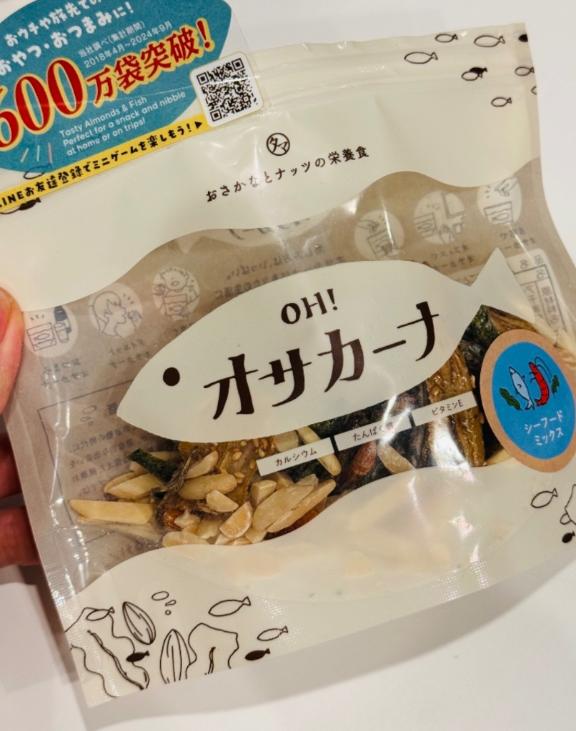 おウチや旅先での
おやつ・おつまみに!
当社調べ(集計期間)
2018年4月~2024年9月
600万袋突破!
Tasty Almonds & Fish
Perfect for a snack and nibble
at home or on trips!
LINEお友達登録でミニゲームを楽しもう!▶
タマ
おさかなとナッツの栄養食
OH!
オサカーナ
カルシウム
たんぱく質
ビタミンE
シーフード
ミックス